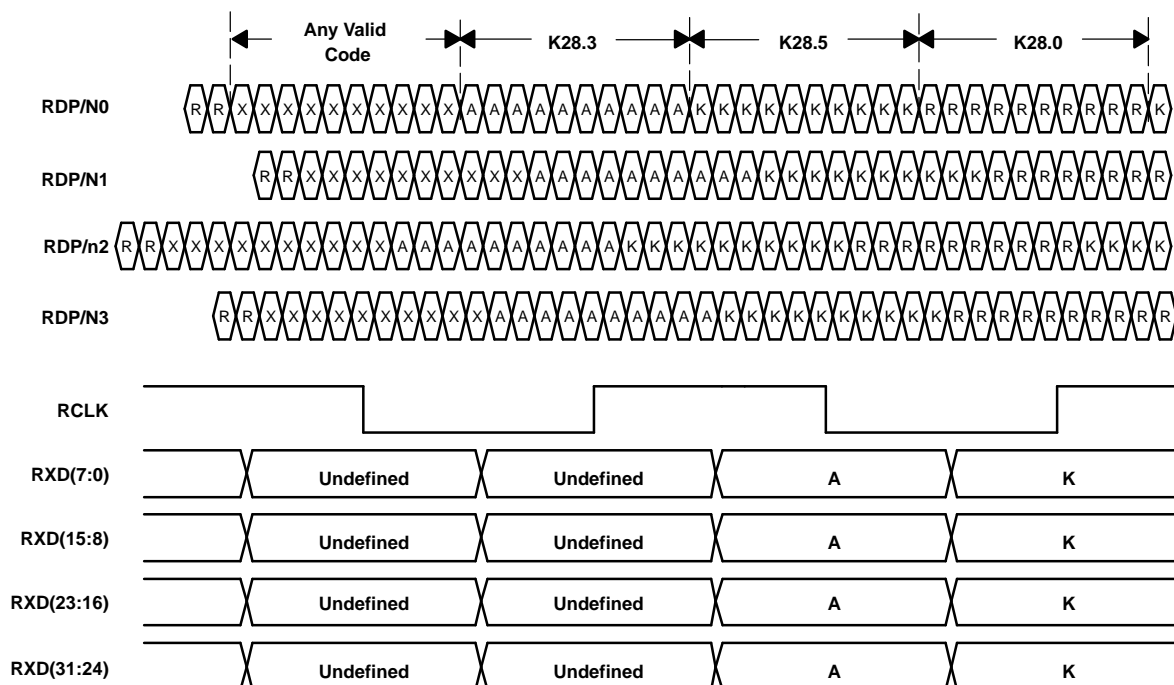 Any Valid
Code
K28.3
K28.5
K28.0
RDP/N0 R R X X X X X X X X X X A A A A A A A A A A K K K K K K K K K K R R R R R R R R R R K
RDP/N1 R R X X X X X X X X X X A A A A A A A A A A K K K K K K K K K K R R R R R R R R
RDP/n2 R R X X X X X X X X X X A A A A A A A A A A K K K K K K K K K K R R R R R R R R R R K K K K
RDP/N3 R R X X X X X X X X X X A A A A A A A A A A K K K K K K K K K K R R R R R R R R R R
RCLK
RXD(7:0) Undefined Undefined A K
RXD(15:8) Undefined Undefined A K
RXD(23:16) Undefined Undefined A K
RXD(31:24) Undefined Undefined A K